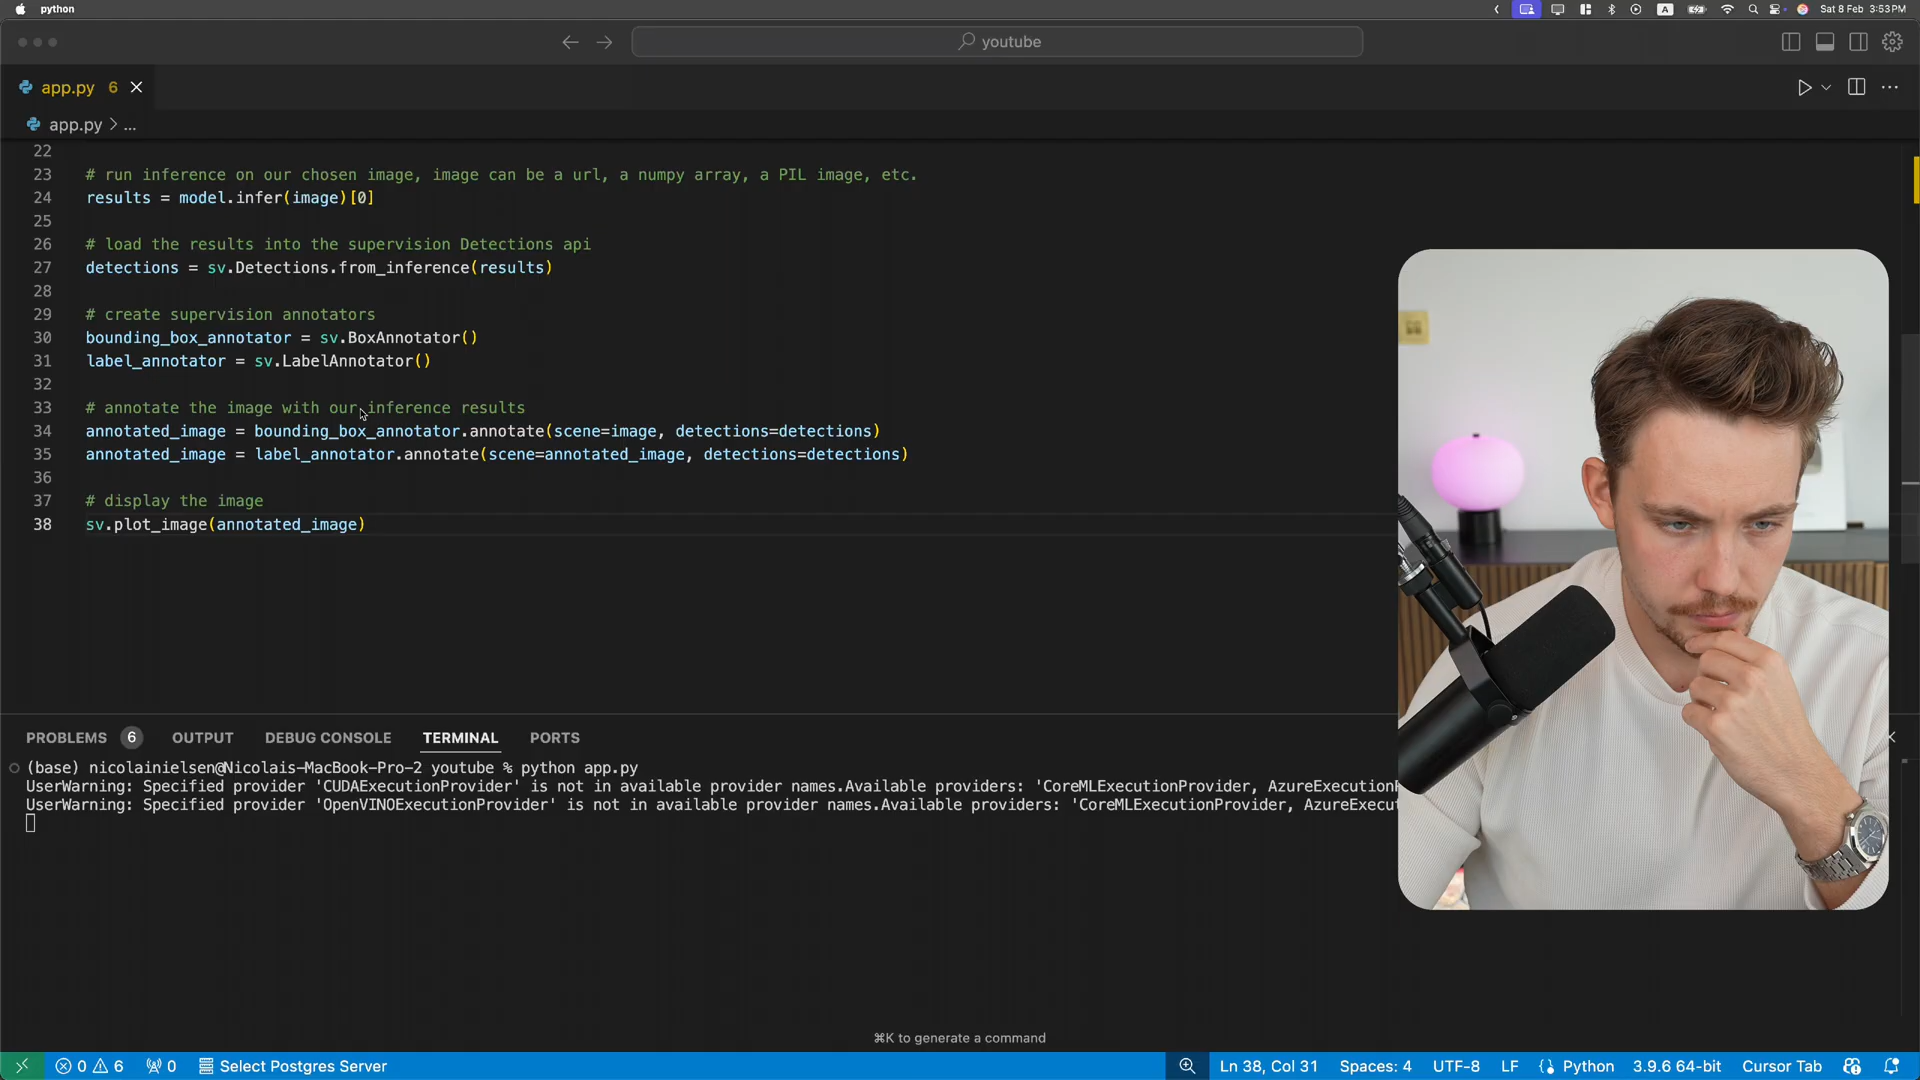 python
Sat 8 Feb 3:53 PM
youtube
app.py 6
app.py > ...
22
23 # run inference on our chosen image, image can be a url, a numpy array, a PIL image, etc.
24 results = model.infer(image)[0]
25
26 # load the results into the supervision Detections api
27 detections = sv.Detections.from_inference(results)
28
29 # create supervision annotators
30 bounding_box_annotator = sv.BoxAnnotator()
31 label_annotator = sv.LabelAnnotator()
32
33 # annotate the image with our inference results
34 annotated_image = bounding_box_annotator.annotate(scene=image, detections=detections)
35 annotated_image = label_annotator.annotate(scene=annotated_image, detections=detections)
36
37 # display the image
38 sv.plot_image(annotated_image)
PROBLEMS 6 OUTPUT DEBUG CONSOLE TERMINAL PORTS
(base) nicolainielsen@Nicolais-MacBook-Pro-2 youtube % python app.py
UserWarning: Specified provider 'CUDAExecutionProvider' is not in available provider names.Available providers: 'CoreMLExecutionProvider, AzureExecution
UserWarning: Specified provider 'OpenVINOExecutionProvider' is not in available provider names.Available providers: 'CoreMLExecutionProvider, AzureExecut
⌘K to generate a command
0 6 0 Select Postgres Server Ln 38, Col 31 Spaces: 4 UTF-8 LF Python 3.9.6 64-bit Cursor Tab